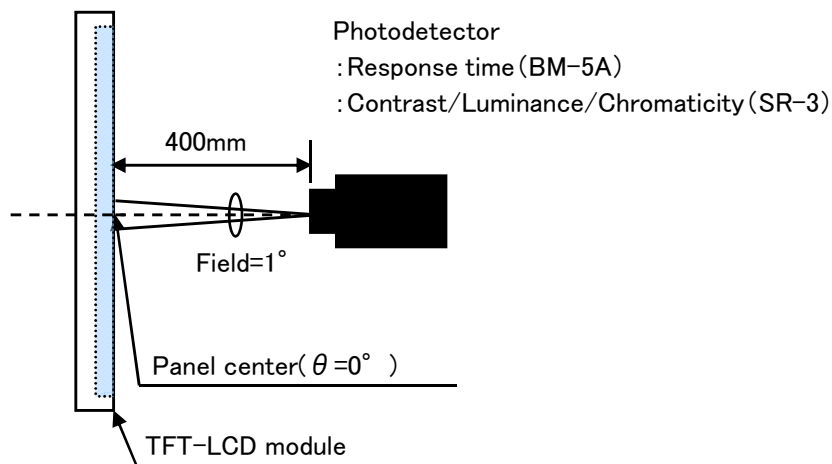 Photodetector
:Response time(BM-5A)
:Contrast/Luminance/Chromaticity(SR-3)
400mm
Field=1°
Panel center(θ=0° )
TFT-LCD module